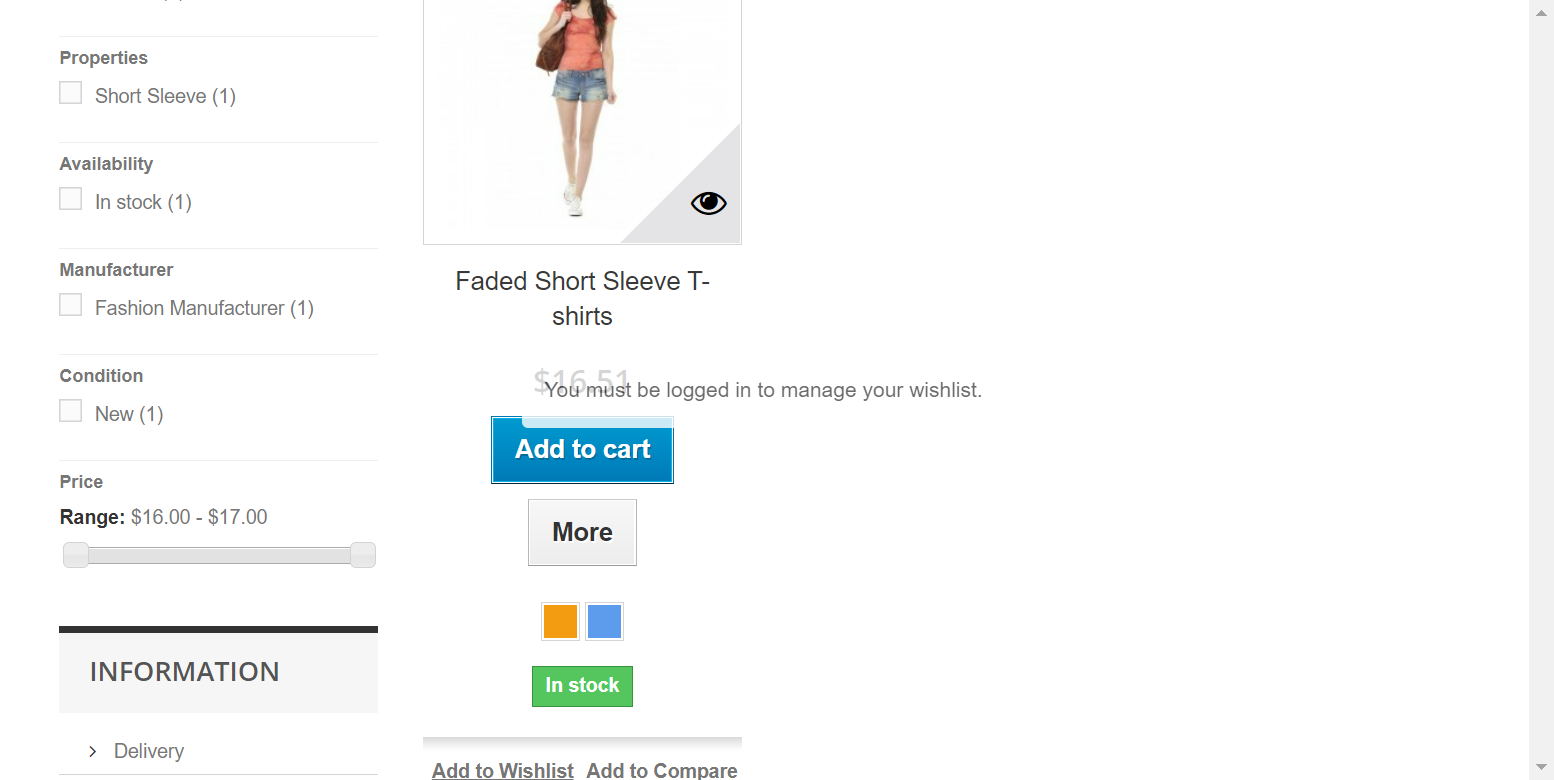 Properties
Short Sleeve (1)
Availability
In stock (1)
Manufacturer
Fashion Manufacturer (1)
Condition
New (1)
Price
Range: $16.00 - $17.00
INFORMATION
Delivery
Faded Short Sleeve T-
shirts
$16.51
You must be logged in to manage your wishlist.
Add to cart
More
In stock
Add to Wishlist
Add to Compare